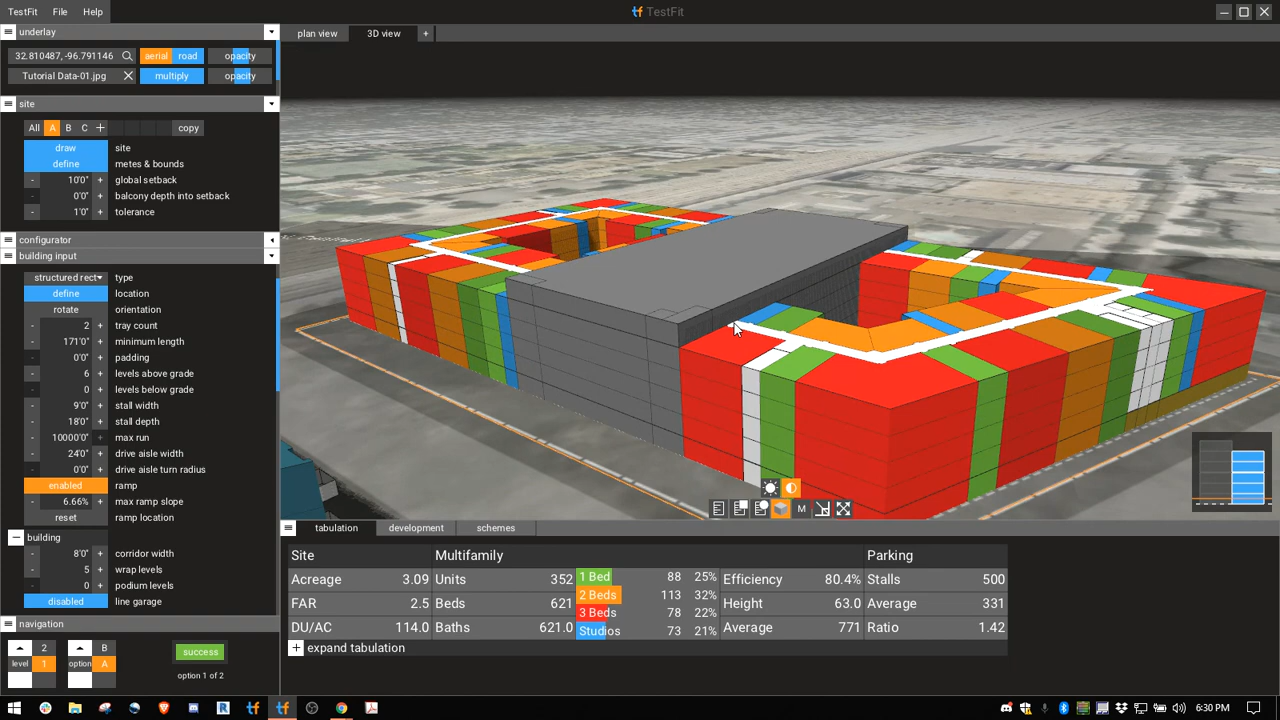 TestFit File Help
TestFit
underlay
32.810487, -96.791146 aerial road opacity
Tutorial Data-01.jpg multiply opacity
site
All A B C + copy
draw site
define metes & bounds
- 10'0" + global setback
- 0'0" + balcony depth into setback
- 1'0" + tolerance
configurator
building input
structured rect type
define location
rotate orientation
- 2 + tray count
- 171'0" + minimum length
- 0'0" + padding
- 6 + levels above grade
- 0 + levels below grade
- 9'0" + stall width
- 18'0" + stall depth
- 10000'0" + max run
- 24'0" + drive aisle width
- 0'0" + drive aisle turn radius
enabled ramp
- 6.66% + max ramp slope
reset ramp location
building
- 8'0" + corridor width
- 5 + wrap levels
- 0 + podium levels
disabled line garage
navigation
2 B
level 1 option A
success
option 1 of 2
plan view 3D view +
M
tabulation development schemes
Site Multifamily Parking
Acreage 3.09 Units 352 1 Bed 88 25% Efficiency 80.4% Stalls 500
2 Beds 113 32%
FAR 2.5 Beds 621 3 Beds 78 22% Height 63.0 Average 331
DU/AC 114.0 Baths 621.0 Studios 73 21% Average 771 Ratio 1.42
+ expand tabulation
6:30 PM